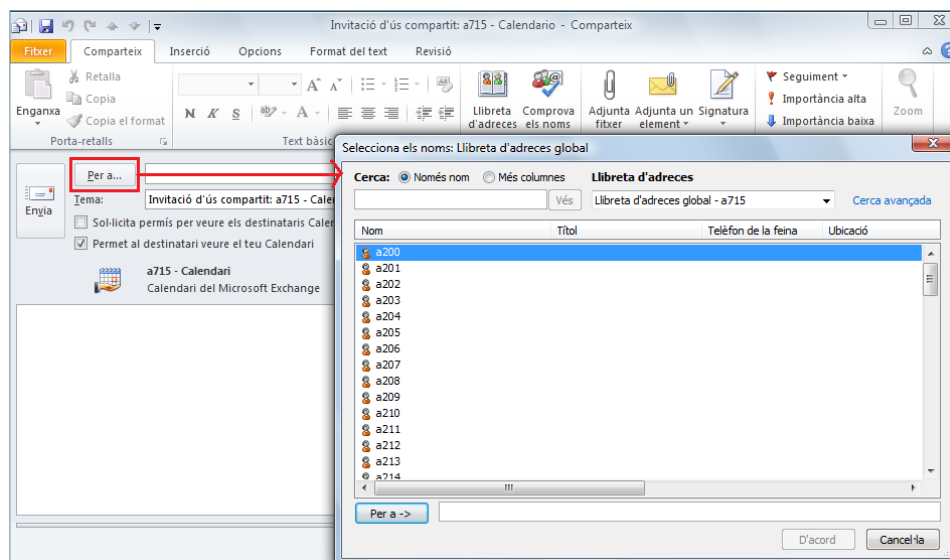 Invitació d'ús compartit: a715 - Calendario - Comparteix
Fitxer Comparteix Inserció Opcions Format del text Revisió
Enganxa
Retalla
Copia
Copia el format
Porta-retalls
N K S
Text bàsic
Llibreta d'adreces
Comprova els noms
Adjunta fitxer
Adjunta un element
Signatura
Seguiment
Importància alta
Importància baixa
Zoom
Envia
Per a...
Tema: Invitació d'ús compartit: a715 - Cale
Sol·licita permís per veure els destinataris Caler
Permet al destinatari veure el teu Calendari
a715 - Calendari
Calendari del Microsoft Exchange
Selecciona els noms: Llibreta d'adreces global
Cerca: Només nom Més columnes Llibreta d'adreces
Vés Llibreta d'adreces global - a715 Cerca avançada
Nom Títol Telèfon de la feina Ubicació
a200
a201
a202
a203
a204
a205
a206
a207
a208
a209
a210
a211
a212
a213
a214
Per a ->
D'acord Cancel·la